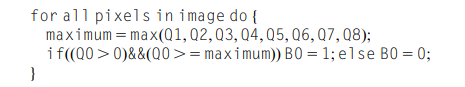 for all pixels in image do {
maximum = max(Q1, Q2, Q3, Q4, Q5, Q6, Q7, Q8);
if((Q0 > 0)&&(Q0 > = maximum)) B0 = 1; else B0 = 0;
}